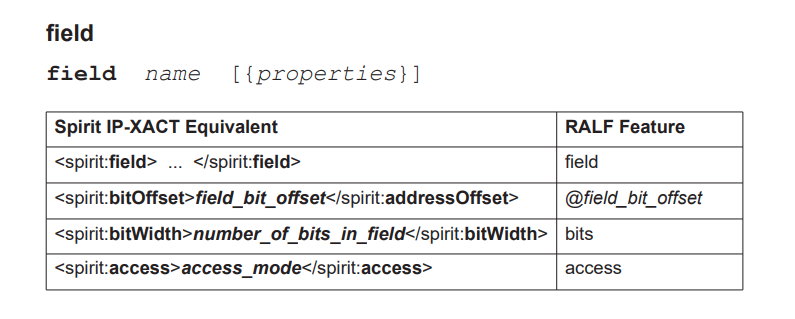 field
field name [{properties}]
Spirit IP-XACT Equivalent RALF Feature
<spirit:field> ... </spirit:field> field
<spirit:bitOffset>field_bit_offset</spirit:addressOffset> @field_bit_offset
<spirit:bitWidth>number_of_bits_in_field</spirit:bitWidth> bits
<spirit:access>access_mode</spirit:access> access